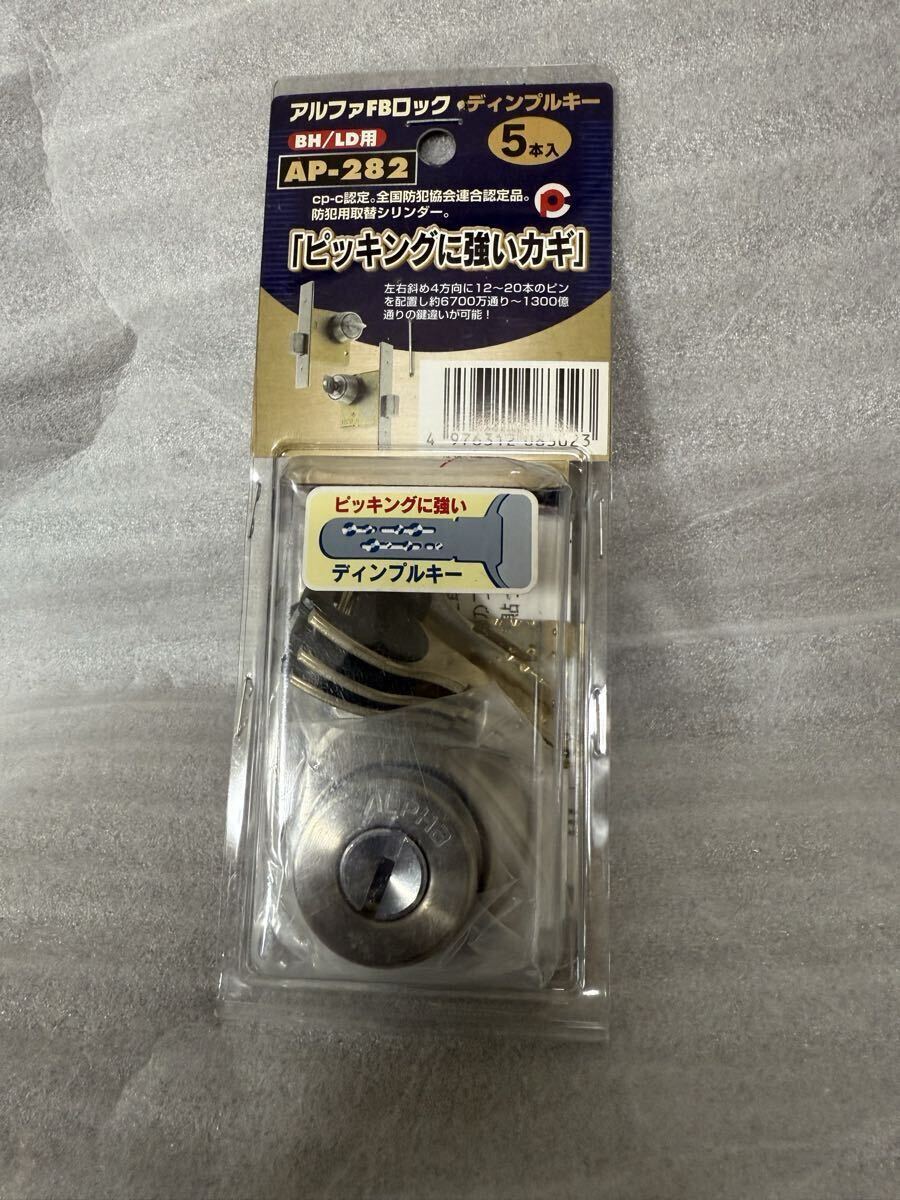 アルファFBロック・ディンプルキー
BH/LD用
5本入
AP-282
cp-c認定。全国防犯協会連合認定品。
防犯用取替シリンダー。
「ピッキングに強いカギ」
左右斜め4方向に12～20本のピン
を配置し約6700万通り～1300億
通りの鍵違いが可能！
4 976312
ピッキングに強い
ディンプルキー
ALPHA